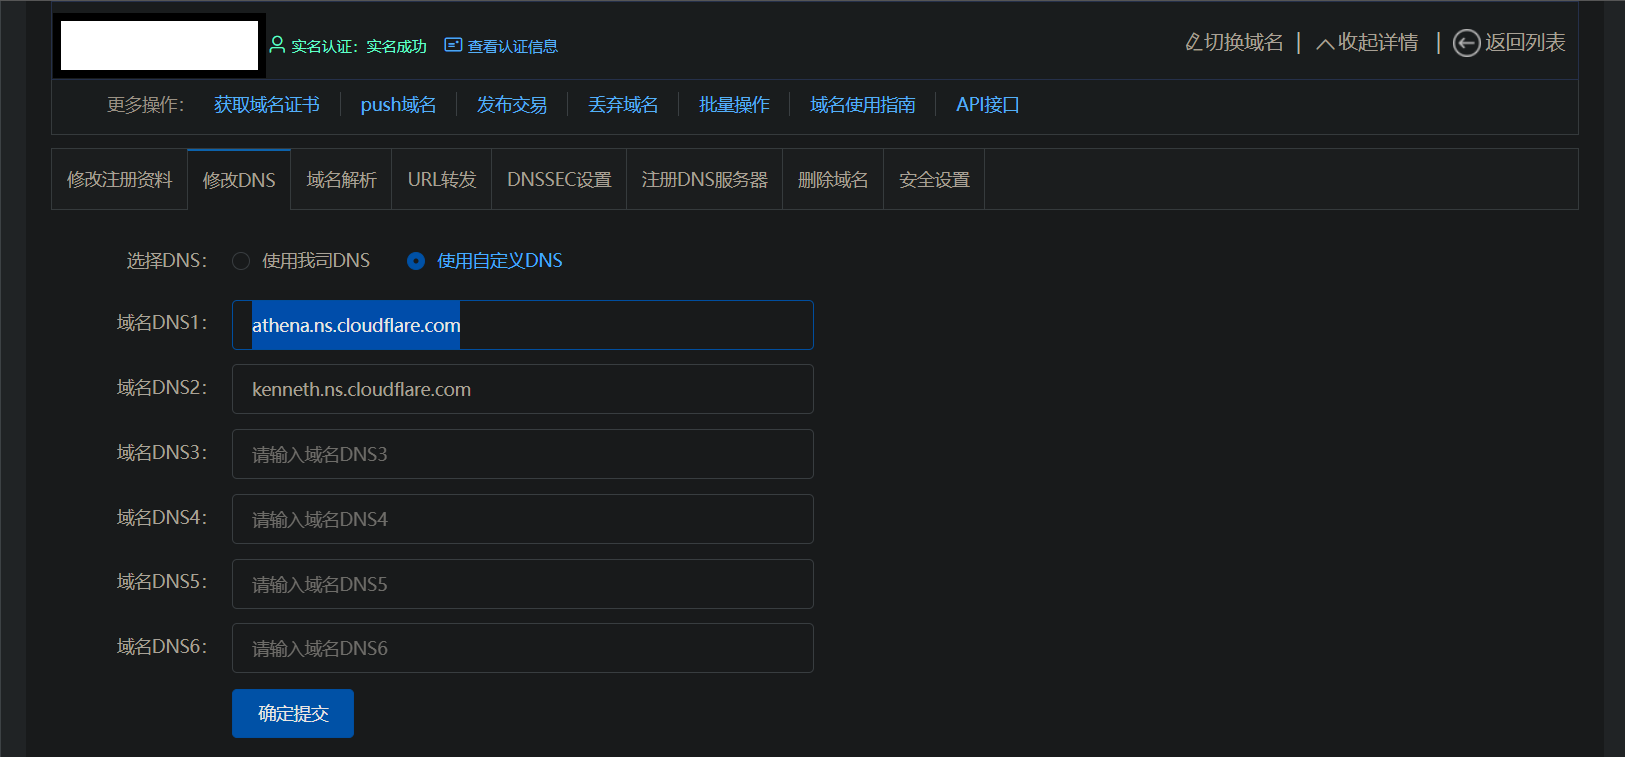 实名认证：实名成功 查看认证信息 切换域名 收起详情 返回列表
更多操作： 获取域名证书 push域名 发布交易 丢弃域名 批量操作 域名使用指南 API接口
修改注册资料 修改DNS 域名解析 URL转发 DNSSEC设置 注册DNS服务器 删除域名 安全设置
选择DNS： 使用我司DNS 使用自定义DNS
域名DNS1： athena.ns.cloudflare.com
域名DNS2： kenneth.ns.cloudflare.com
域名DNS3： 请输入域名DNS3
域名DNS4： 请输入域名DNS4
域名DNS5： 请输入域名DNS5
域名DNS6： 请输入域名DNS6
确定提交